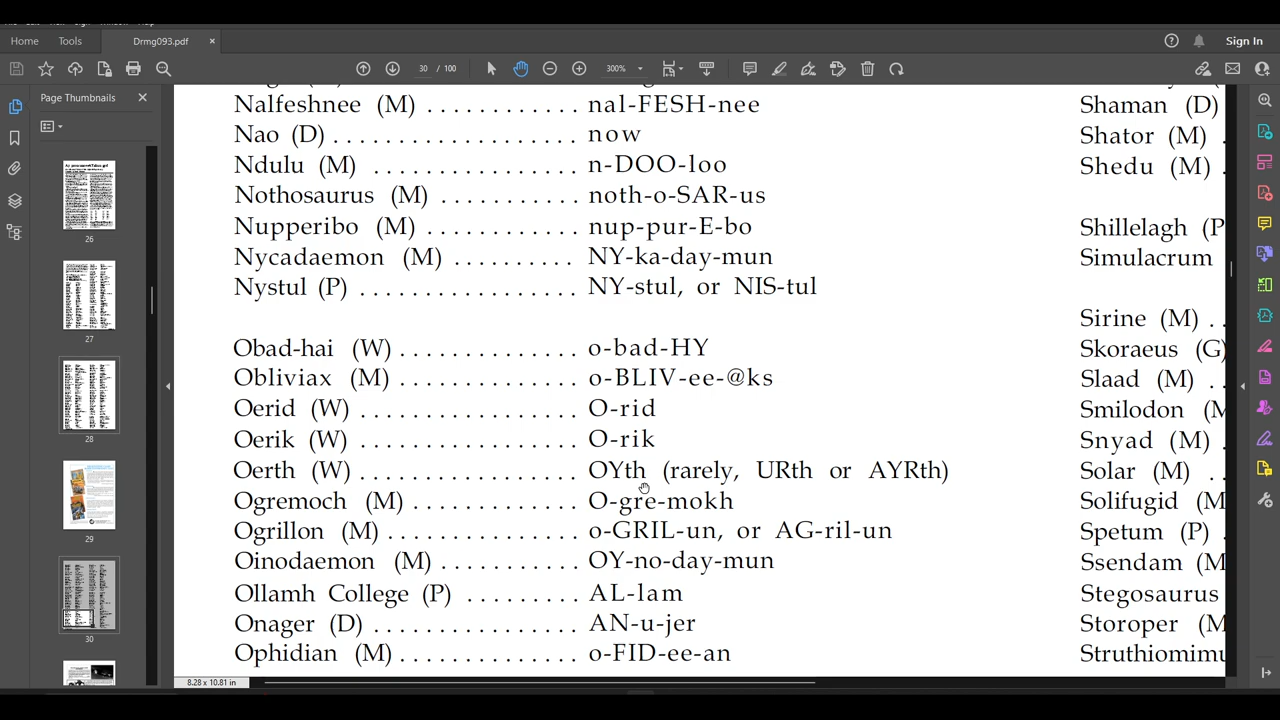 Home Tools Drmg093.pdf × Sign In
30 / 100 300%
Page Thumbnails
26
27
28
29
30
Nalfeshnee (M) . . . . . . . . . . . nal-FESH-nee
Nao (D) . . . . . . . . . . . . . . . . . . now
Ndulu (M) . . . . . . . . . . . . . . . n-DOO-loo
Nothosaurus (M) . . . . . . . . . . noth-o-SAR-us
Nupperibo (M) . . . . . . . . . . . . nup-pur-E-bo
Nycadaemon (M) . . . . . . . . . . NY-ka-day-mun
Nystul (P) . . . . . . . . . . . . . . . . NY-stul, or NIS-tul
Obad-hai (W) . . . . . . . . . . . . . o-bad-HY
Obliviax (M) . . . . . . . . . . . . . o-BLIV-ee-@ks
Oerid (W) . . . . . . . . . . . . . . . . O-rid
Oerik (W) . . . . . . . . . . . . . . . . O-rik
Oerth (W) . . . . . . . . . . . . . . . . OYth (rarely, URth or AYRth)
Ogremoch (M) . . . . . . . . . . . . O-gre-mokh
Ogrillon (M) . . . . . . . . . . . . . . o-GRIL-un, or AG-ril-un
Oinodaemon (M) . . . . . . . . . . . OY-no-day-mun
Ollamh College (P) . . . . . . . . . AL-lam
Onager (D) . . . . . . . . . . . . . . . AN-u-jer
Ophidian (M) . . . . . . . . . . . . . o-FID-ee-an
Shaman (D)
Shator (M) .
Shedu (M) .
Shillelagh (P
Simulacrum
Sirine (M) . .
Skoraeus (G)
Slaad (M) .
Smilodon (M
Snyad (M) .
Solar (M) .
Solifugid (M
Spetum (P) .
Ssendam (M
Stegosaurus
Storoper (M
Struthiomimu
8.28 x 10.81 in